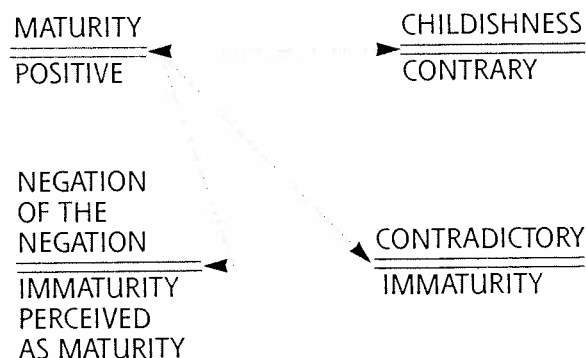 MATURITY
POSITIVE
CHILDISHNESS
CONTRARY
NEGATION
OF THE
NEGATION
IMMATURITY
PERCEIVED
AS MATURITY
CONTRADICTORY
IMMATURITY